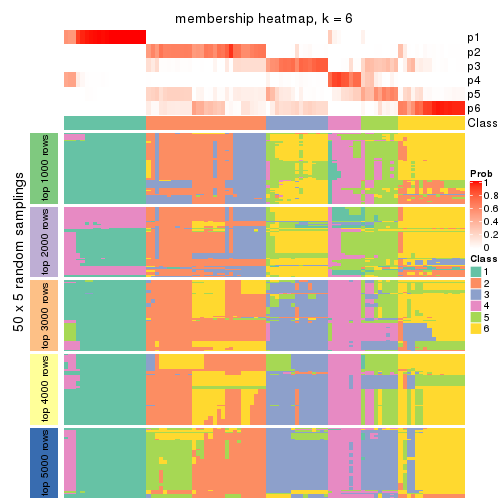 membership heatmap, k = 6
p1
p2
p3
p4
p5
p6
Class
50 x 5 random samplings
top 1000 rows
top 2000 rows
top 3000 rows
top 4000 rows
top 5000 rows
Prob
1
0.8
0.6
0.4
0.2
0
Class
1
2
3
4
5
6